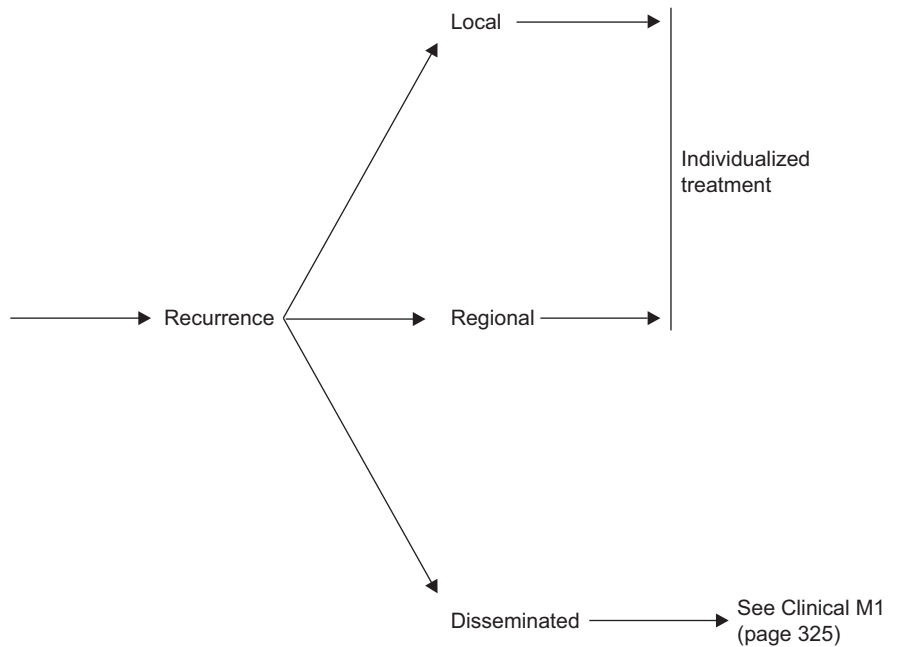 Local
Individualized
treatment
Recurrence
Regional
Disseminated
See Clinical M1
(page 325)